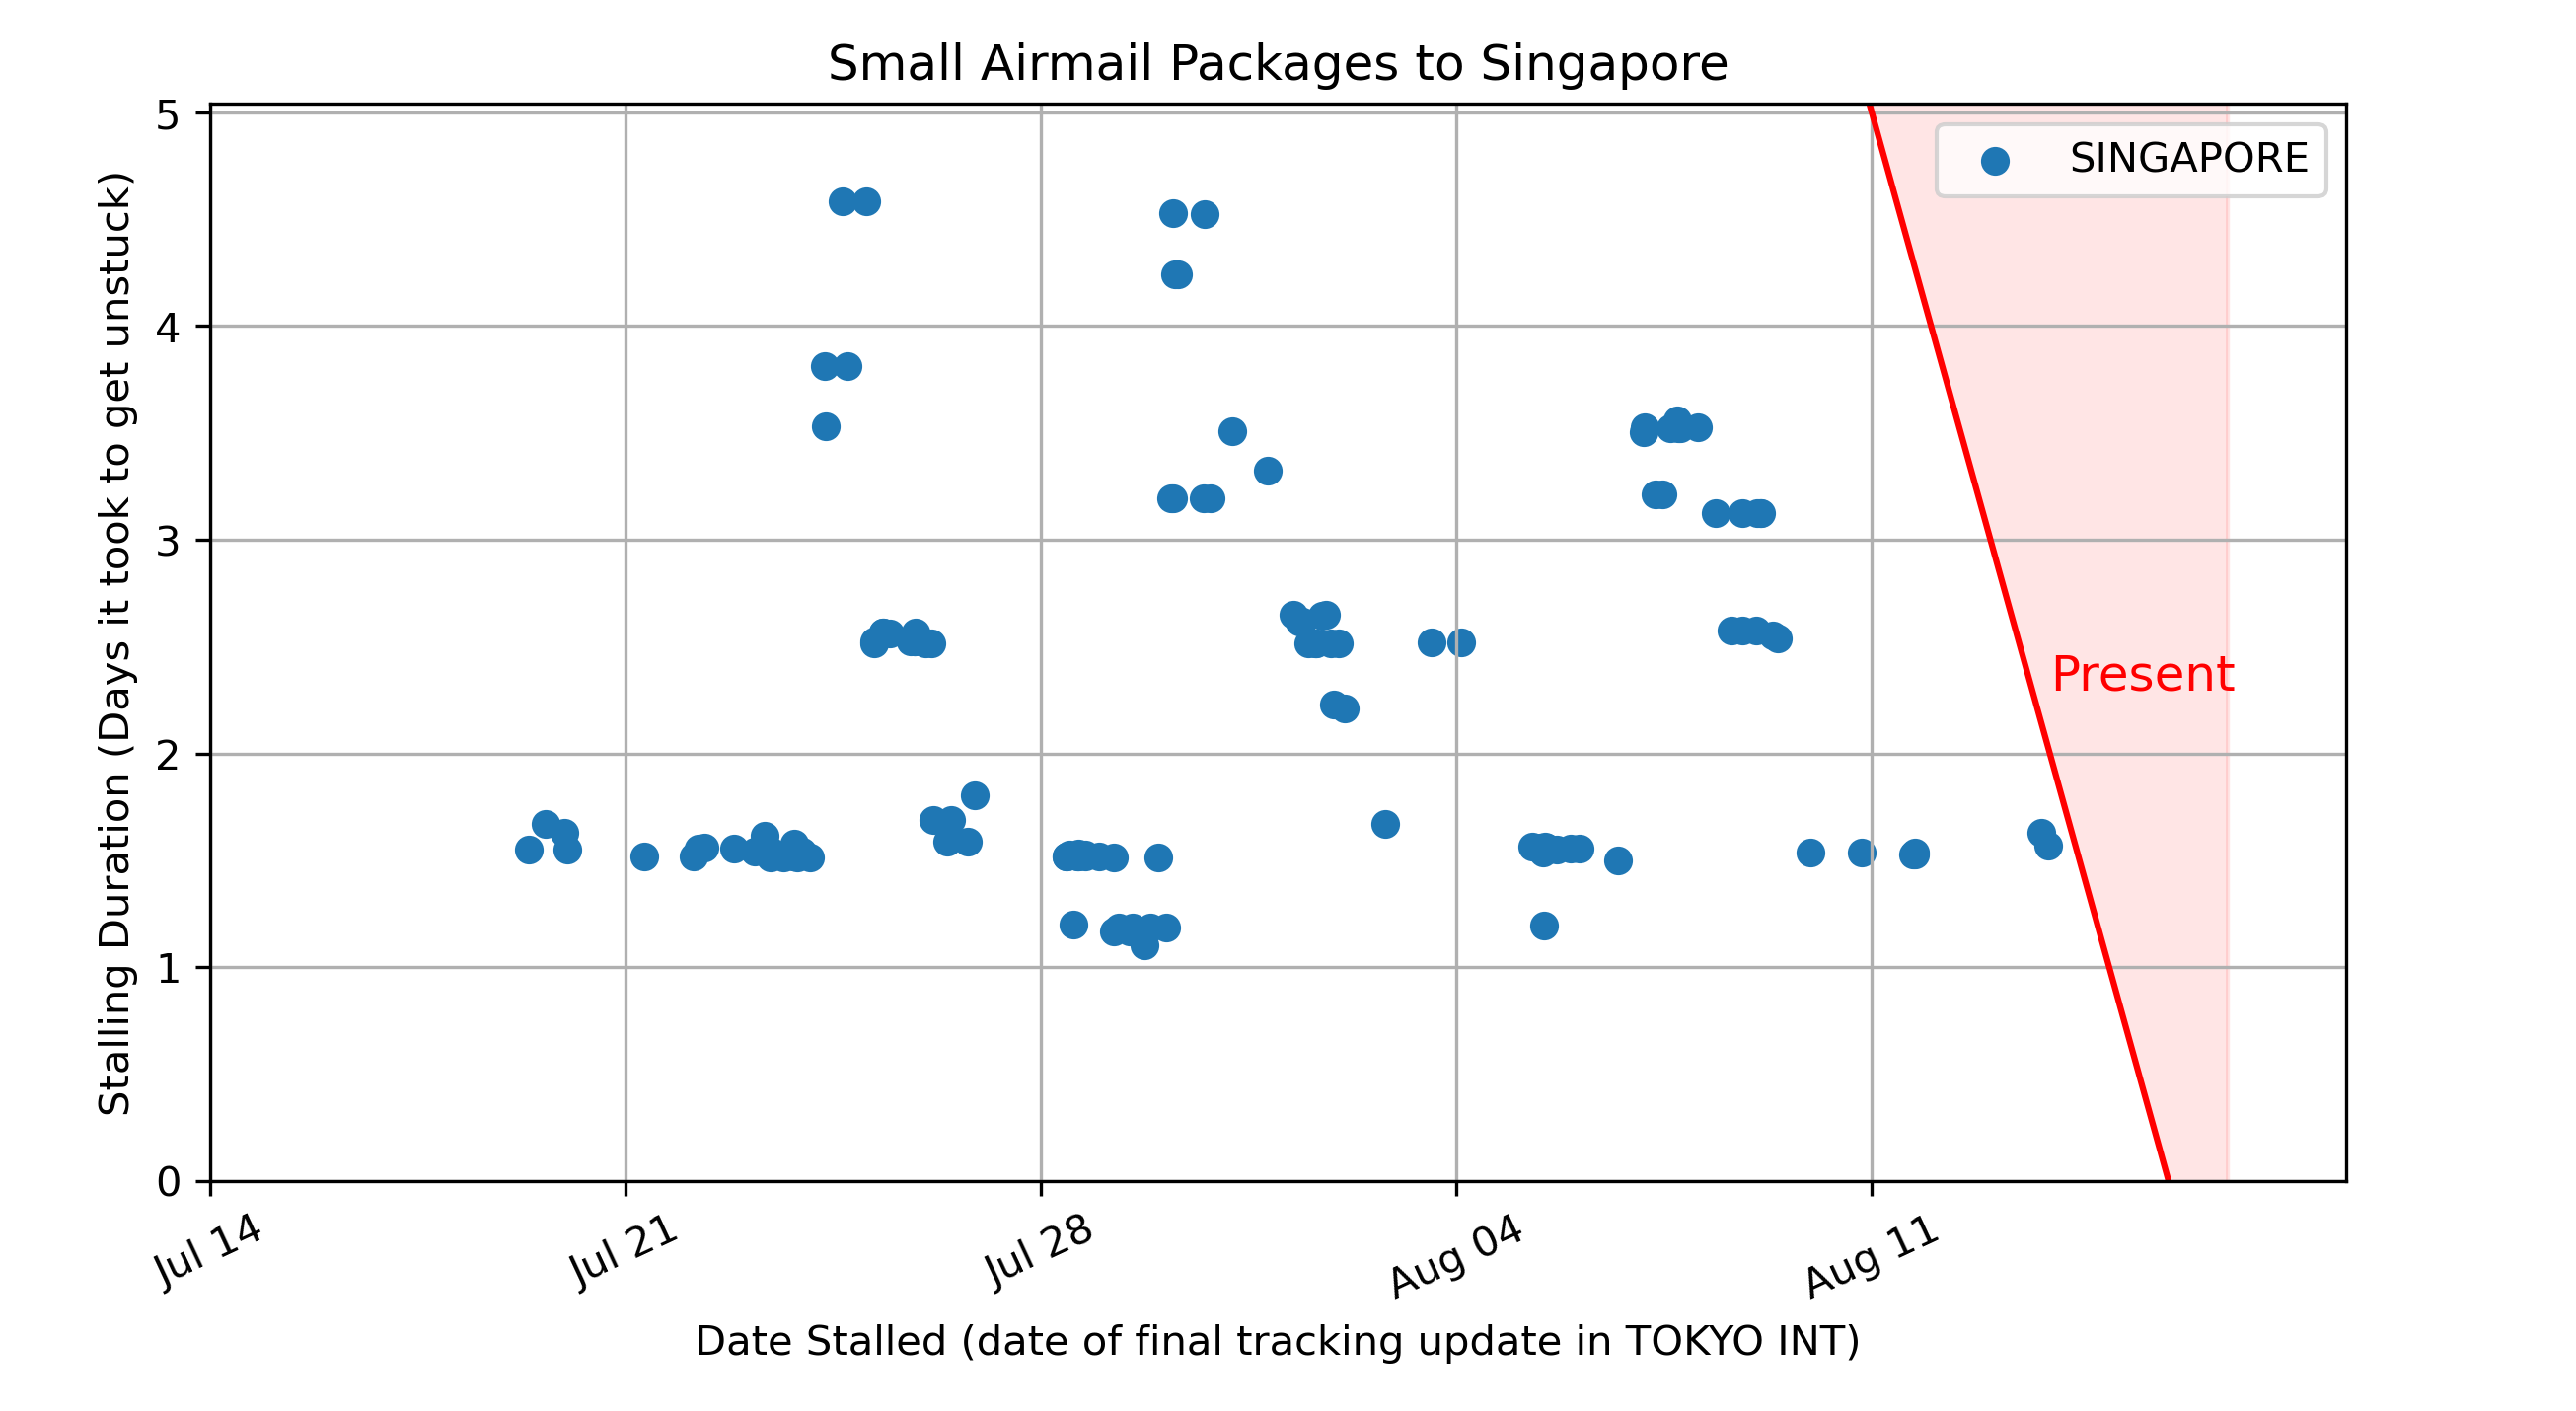 Small Airmail Packages to Singapore
SINGAPORE
Stalling Duration (Days it took to get unstuck)
5
4
3
2
1
0
Present
Jul 14
Jul 21
Jul 28
Aug 04
Aug 11
Date Stalled (date of final tracking update in TOKYO INT)